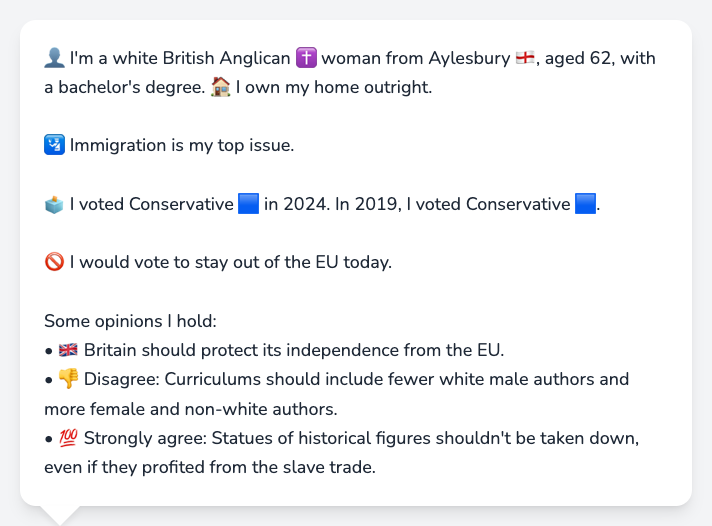 👤 I'm a white British Anglican ✝️ woman from Aylesbury 🏴󠁧󠁢󠁥󠁮󠁧󠁿, aged 62, with
a bachelor's degree. 🏠 I own my home outright.
🛂 Immigration is my top issue.
🗳️ I voted Conservative 🟦 in 2024. In 2019, I voted Conservative 🟦.
🚫 I would vote to stay out of the EU today.
Some opinions I hold:
• 🇬🇧 Britain should protect its independence from the EU.
• 👎 Disagree: Curriculums should include fewer white male authors and
more female and non-white authors.
• 💯 Strongly agree: Statues of historical figures shouldn't be taken down,
even if they profited from the slave trade.